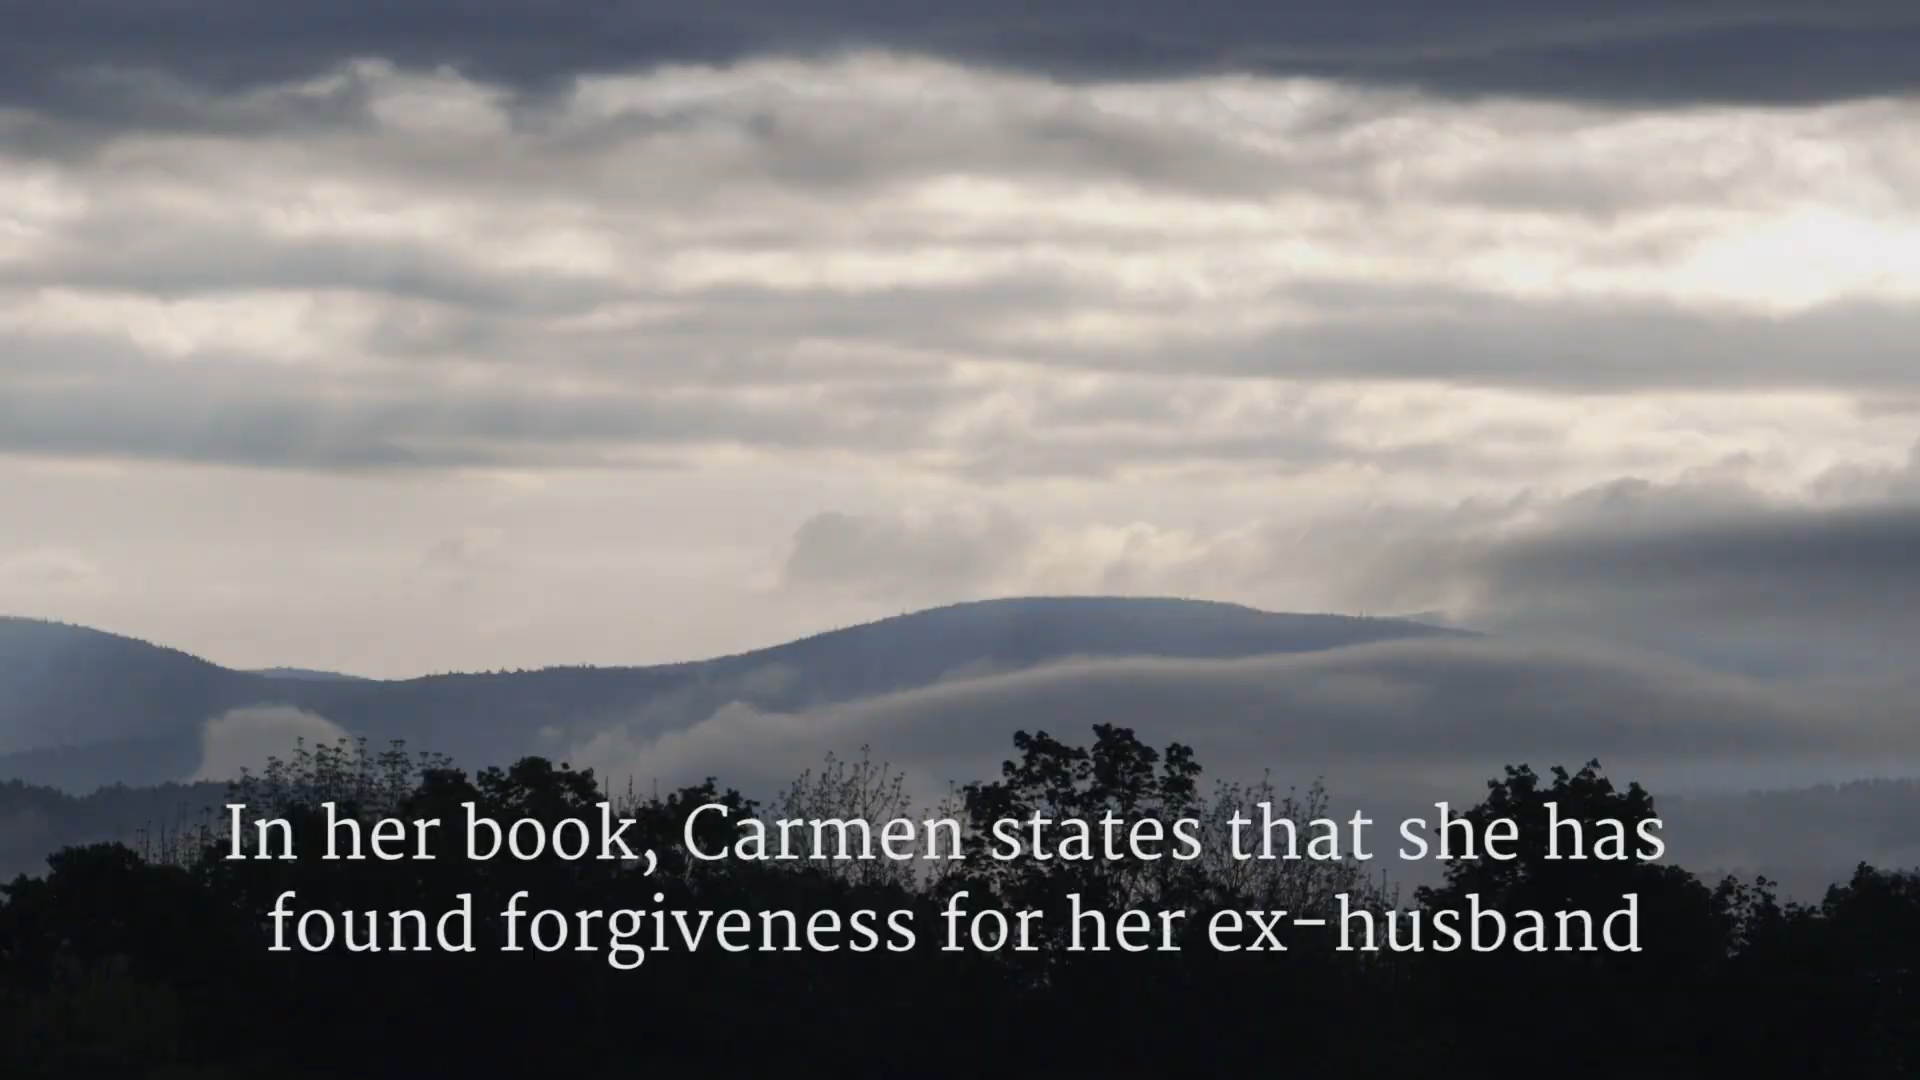 In her book, Carmen states that she has
found forgiveness for her ex-husband